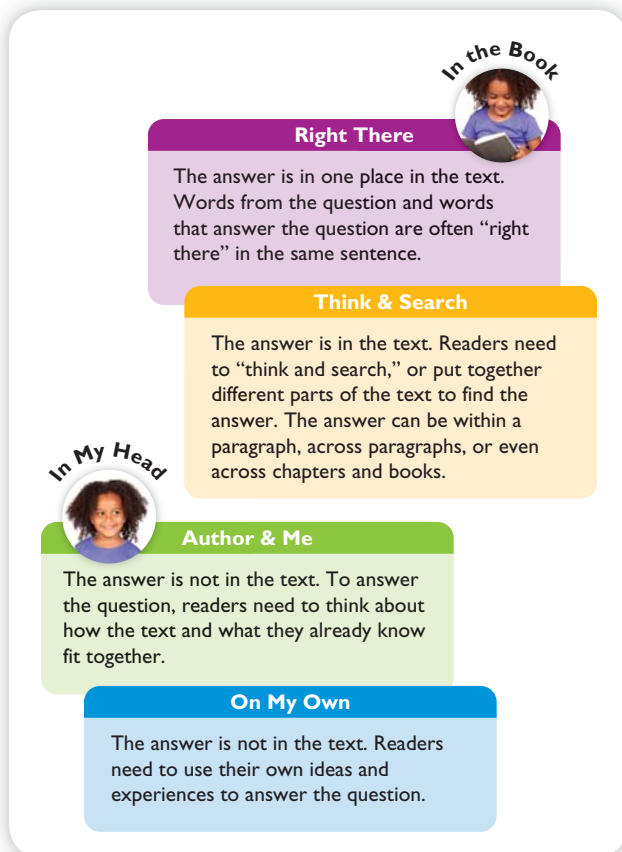 In the Book
Right There
The answer is in one place in the text.
Words from the question and words
that answer the question are often “right
there” in the same sentence.
Think & Search
The answer is in the text. Readers need
to “think and search,” or put together
different parts of the text to find the
answer. The answer can be within a
paragraph, across paragraphs, or even
across chapters and books.
In My Head
Author & Me
The answer is not in the text. To answer
the question, readers need to think about
how the text and what they already know
fit together.
On My Own
The answer is not in the text. Readers
need to use their own ideas and
experiences to answer the question.